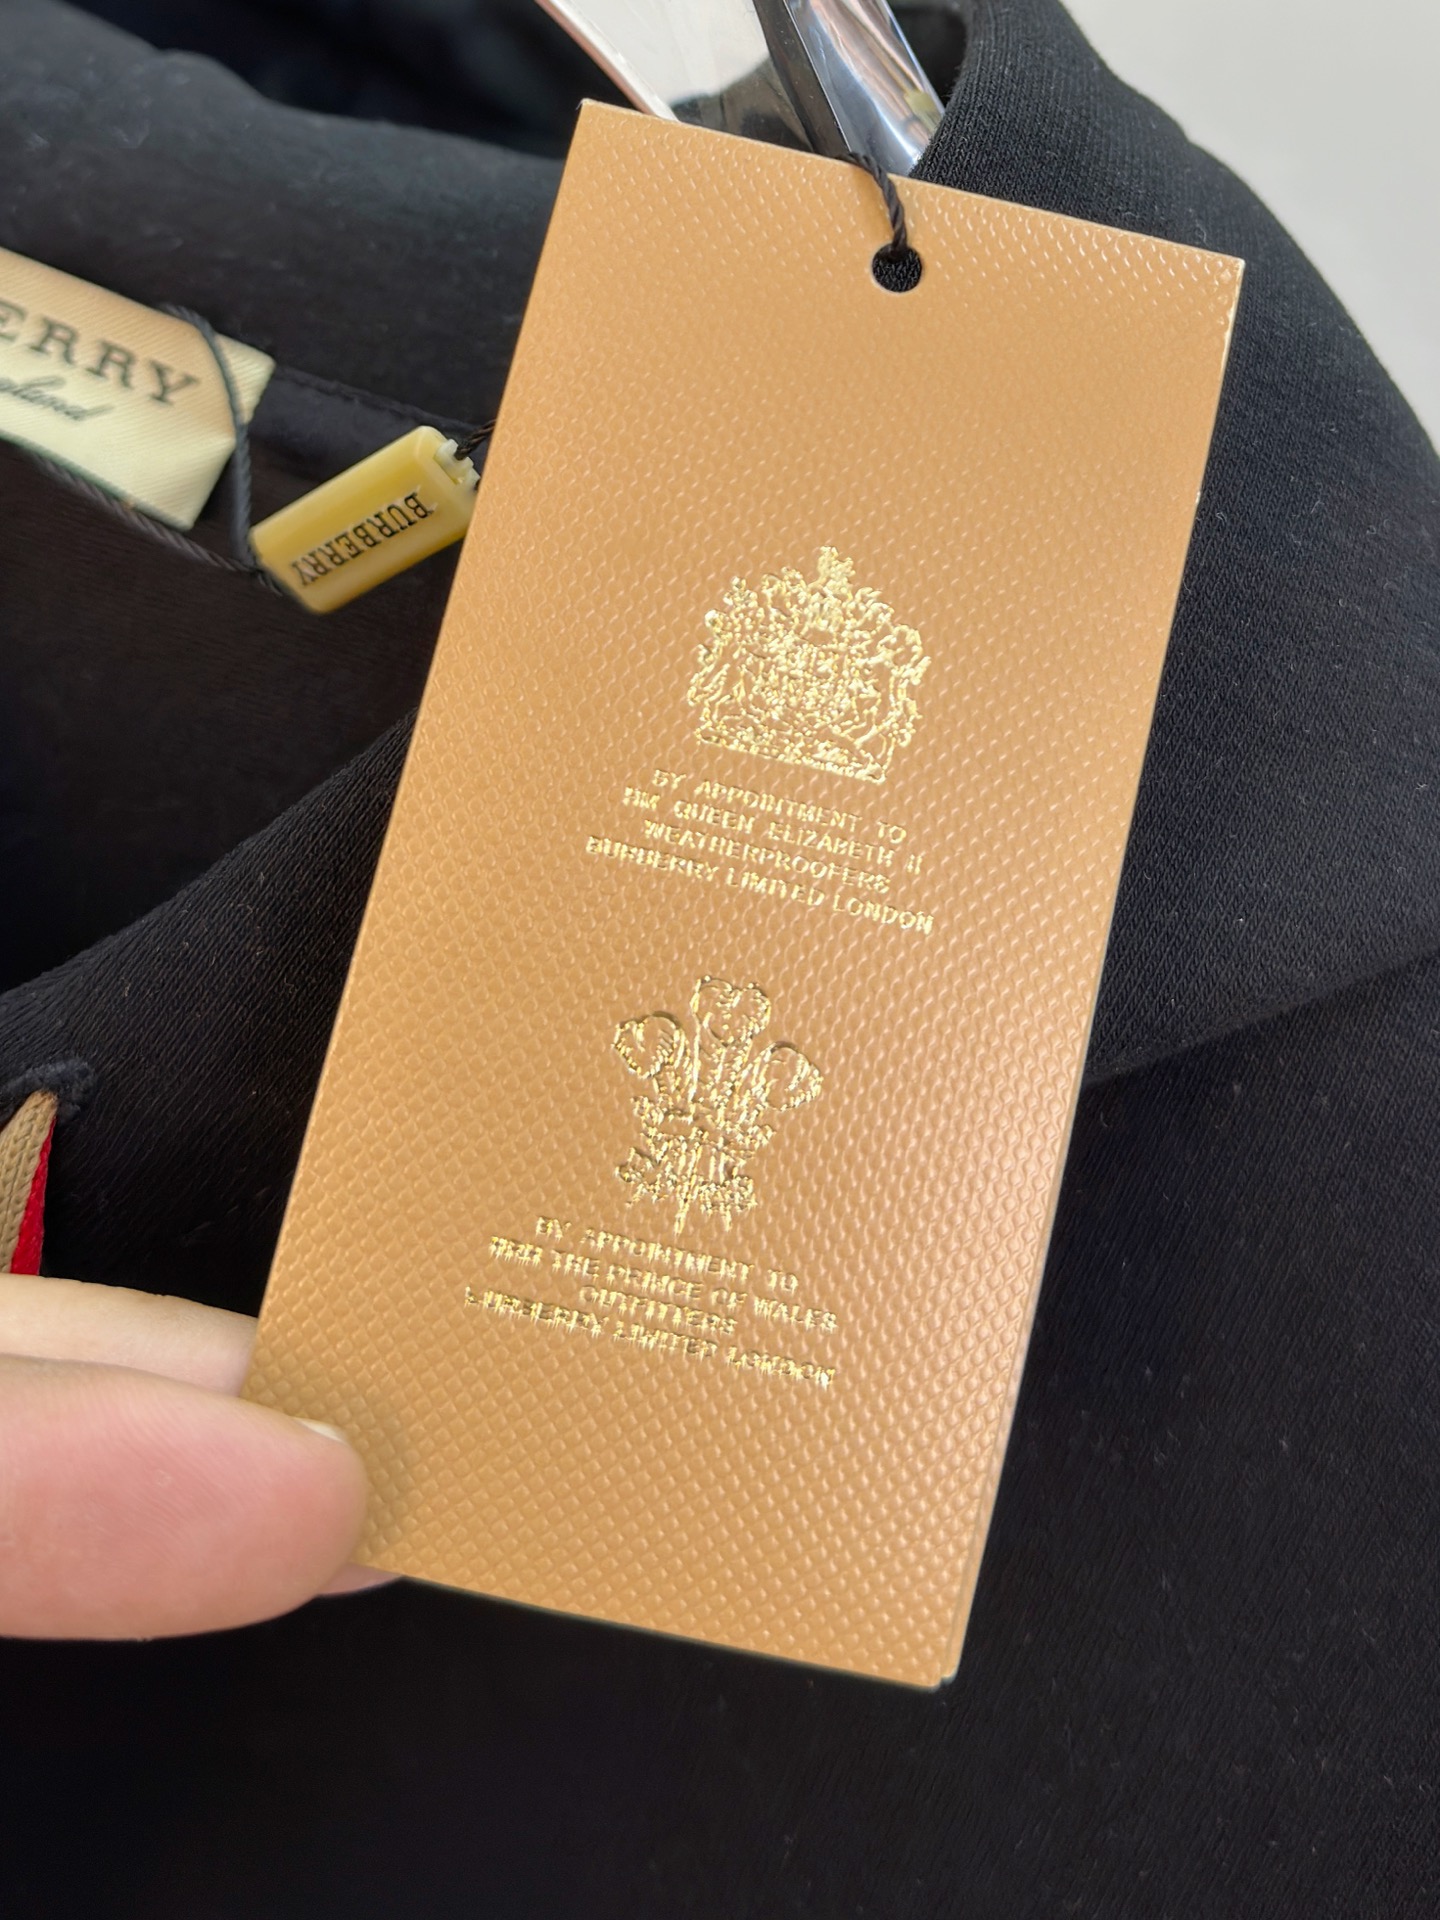 ERRY
gland
BURBERRY
BY APPOINTMENT TO
HM QUEEN ELIZABETH II
WEATHERPROOFERS
BURBERRY LIMITED LONDON
BY APPOINTMENT TO
HRH THE PRINCE OF WALES
OUTFITTERS
BURBERRY LIMITED LONDON